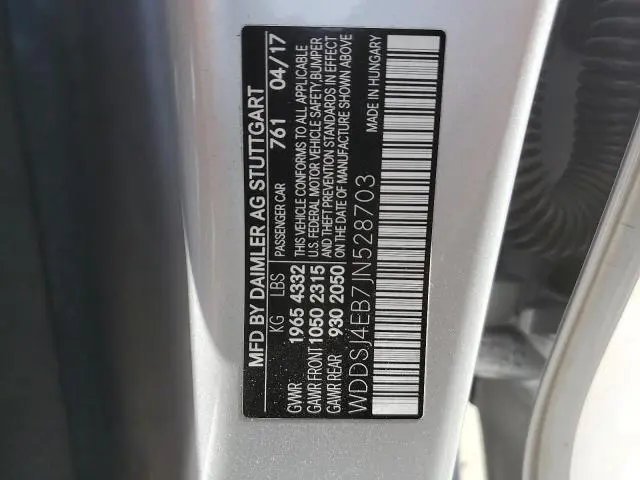 MFD BY DAIMLER AG STUTTGART
KG LBS PASSENGER CAR 761 04/17
GVWR 1965 4332 THIS VEHICLE CONFORMS TO ALL APPLICABLE
GAWR FRONT 1050 2315 U.S. FEDERAL MOTOR VEHICLE SAFETY,BUMPER
GAWR REAR 930 2050 AND THEFT PREVENTION STANDARDS IN EFFECT
ON THE DATE OF MANUFACTURE SHOWN ABOVE
WDDSJ4EB7JN528703 MADE IN HUNGARY